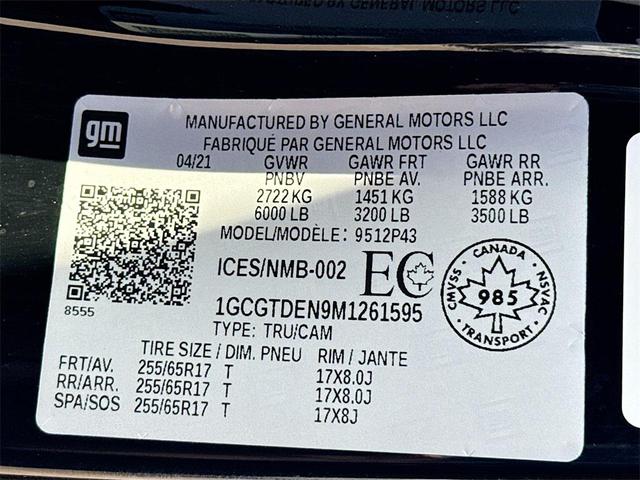 gm
MANUFACTURED BY GENERAL MOTORS LLC
FABRIQUÉ PAR GENERAL MOTORS LLC
04/21 GVWR GAWR FRT GAWR RR
PNBV PNBE AV. PNBE ARR.
2722 KG 1451 KG 1588 KG
6000 LB 3200 LB 3500 LB
MODEL/MODÈLE: 9512P43
ICES/NMB-002 EC
8555
1GCGTDEN9M1261595
TYPE: TRU/CAM
CANADA
CMVSS 985 NSVAC
TRANSPORT
TIRE SIZE / DIM. PNEU RIM / JANTE
FRT/AV. 255/65R17 T 17X8.0J
RR/ARR. 255/65R17 T 17X8.0J
SPA/SOS 255/65R17 T 17X8J